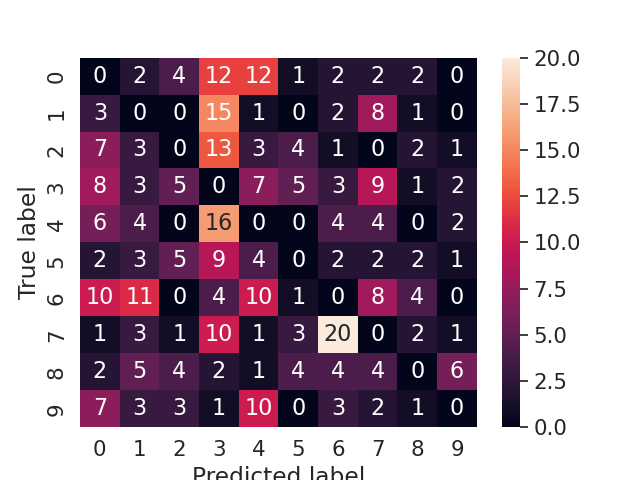 0 2 4 12 12 1 2 2 2 0
3 0 0 15 1 0 2 8 1 0
7 3 0 13 3 4 1 0 2 1
8 3 5 0 7 5 3 9 1 2
6 4 0 16 0 0 4 4 0 2
2 3 5 9 4 0 2 2 2 1
10 11 0 4 10 1 0 8 4 0
1 3 1 10 1 3 20 0 2 1
2 5 4 2 1 4 4 4 0 6
7 3 3 1 10 0 3 2 1 0
0 1 2 3 4 5 6 7 8 9
Predicted label
0 1 2 3 4 5 6 7 8 9
True label
20.0
17.5
15.0
12.5
10.0
7.5
5.0
2.5
0.0